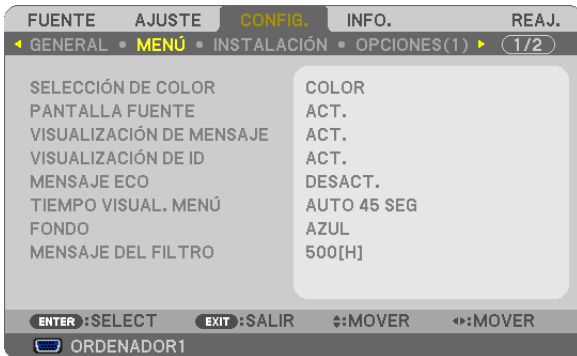 FUENTE AJUSTE CONFIG. INFO. REAJ.
GENERAL • MENÚ • INSTALACIÓN • OPCIONES(1) 1/2
SELECCIÓN DE COLOR COLOR
PANTALLA FUENTE ACT.
VISUALIZACIÓN DE MENSAJE ACT.
VISUALIZACIÓN DE ID ACT.
MENSAJE ECO DESACT.
TIEMPO VISUAL. MENÚ AUTO 45 SEG
FONDO AZUL
MENSAJE DEL FILTRO 500[H]
ENTER :SELECT EXIT :SALIR :MOVER :MOVER
ORDENADOR1